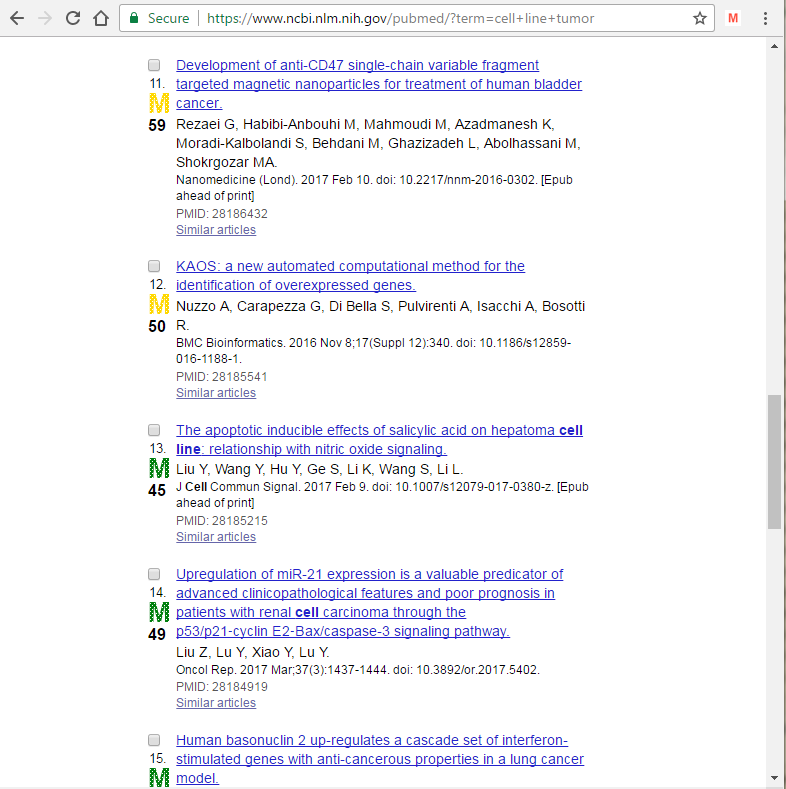 Secure https://www.ncbi.nlm.nih.gov/pubmed/?term=cell+line+tumor M
Development of anti-CD47 single-chain variable fragment
11. targeted magnetic nanoparticles for treatment of human bladder
M cancer.
59 Rezaei G, Habibi-Anbouhi M, Mahmoudi M, Azadmanesh K,
Moradi-Kalbolandi S, Behdani M, Ghazizadeh L, Abolhassani M,
Shokrgozar MA.
Nanomedicine (Lond). 2017 Feb 10. doi: 10.2217/nnm-2016-0302. [Epub
ahead of print]
PMID: 28186432
Similar articles
KAOS: a new automated computational method for the
12. identification of overexpressed genes.
M Nuzzo A, Carapezza G, Di Bella S, Pulvirenti A, Isacchi A, Bosotti
50 R.
BMC Bioinformatics. 2016 Nov 8;17(Suppl 12):340. doi: 10.1186/s12859-
016-1188-1.
PMID: 28185541
Similar articles
The apoptotic inducible effects of salicylic acid on hepatoma cell
13. line: relationship with nitric oxide signaling.
M Liu Y, Wang Y, Hu Y, Ge S, Li K, Wang S, Li L.
45 J Cell Commun Signal. 2017 Feb 9. doi: 10.1007/s12079-017-0380-z. [Epub
ahead of print]
PMID: 28185215
Similar articles
Upregulation of miR-21 expression is a valuable predicator of
14. advanced clinicopathological features and poor prognosis in
M patients with renal cell carcinoma through the
49 p53/p21-cyclin E2-Bax/caspase-3 signaling pathway.
Liu Z, Lu Y, Xiao Y, Lu Y.
Oncol Rep. 2017 Mar;37(3):1437-1444. doi: 10.3892/or.2017.5402.
PMID: 28184919
Similar articles
Human basonuclin 2 up-regulates a cascade set of interferon-
15. stimulated genes with anti-cancerous properties in a lung cancer
M model.